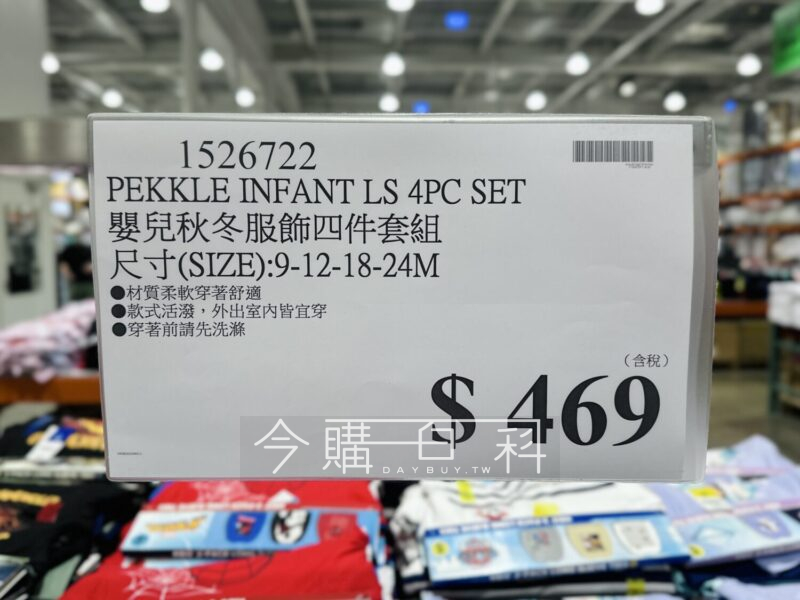 1526722
"1526722"
PEKKLE INFANT LS 4PC SET
嬰兒秋冬服飾四件套組
尺寸(SIZE):9-12-18-24M
●材質柔軟穿著舒適
●款式活潑，外出室內皆宜穿
●穿著前請先洗滌
（含稅）
$ 469
今購百科
DAYBUY.TW